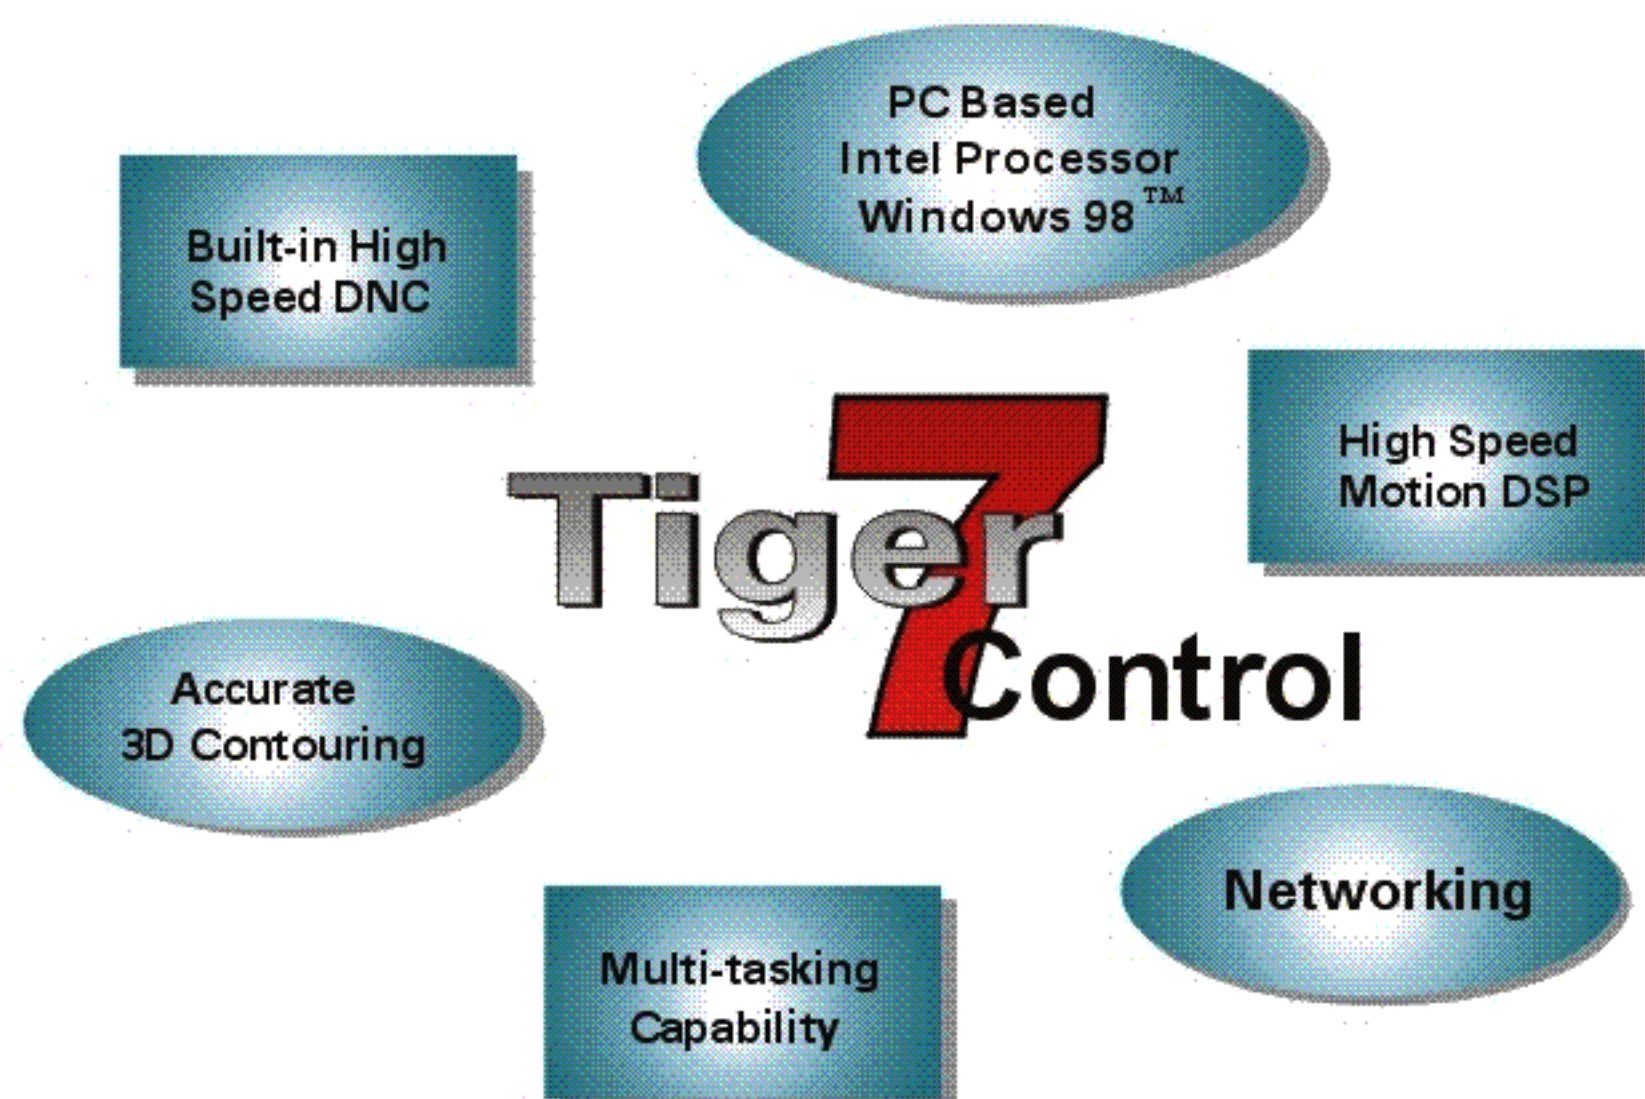 PC Based
Intel Processor
Windows 98™
Built-in High
Speed DNC
High Speed
Motion DSP
Tiger 7
Control
Accurate
3D Contouring
Networking
Multi-tasking
Capability